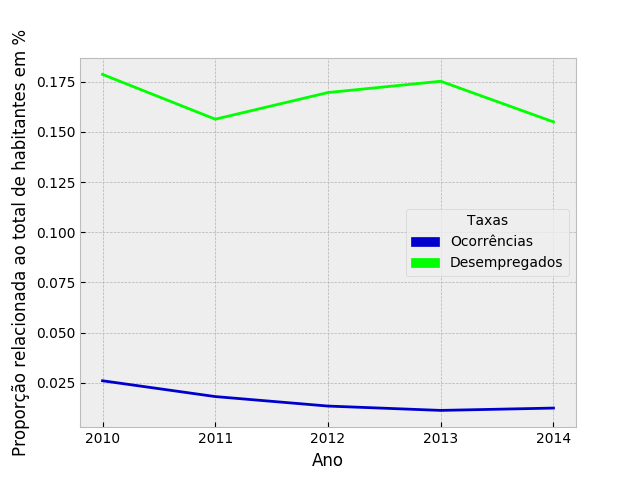 Proporção relacionada ao total de habitantes em %
0.175
0.150
0.125
0.100
0.075
0.050
0.025
Taxas
Ocorrências
Desempregados
2010 2011 2012 2013 2014
Ano